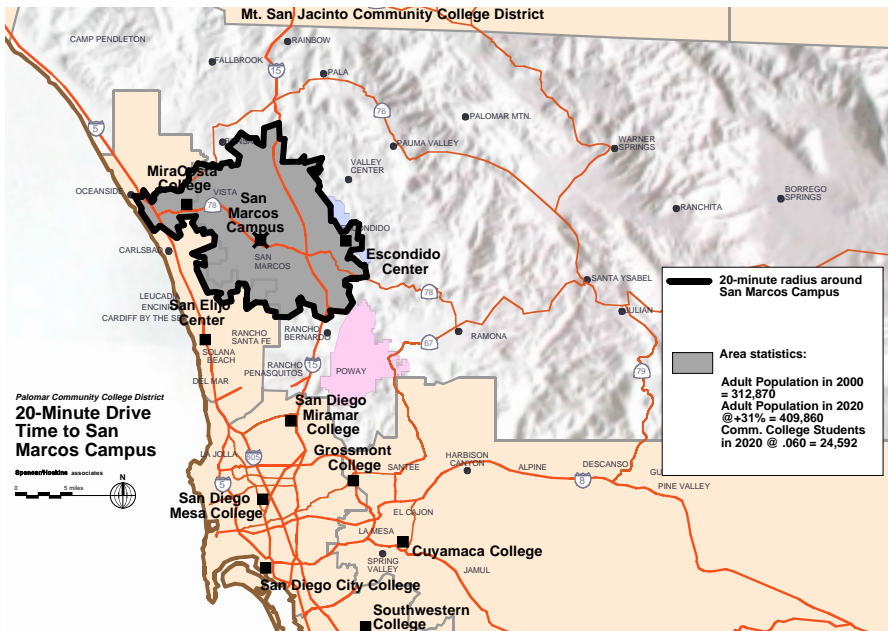 Mt. San Jacinto Community College District
CAMP PENDLETON
RAINBOW
FALLBROOK
15
PALA
76
PALOMAR MTN.
5
PAUMA VALLEY
WARNER
SPRINGS
MiraCosta
College
VALLEY
CENTER
OCEANSIDE
VISTA
78
San
Marcos
Campus
BORREGO
SPRINGS
RANCHITA
CARLSBAD
SAN
MARCOS
Escondido
Center
SANTA YSABEL
20-minute radius around
San Marcos Campus
LEUCADIA
San Elijo
Center
CARDIFF BY THE SE
78
JULIAN
RANCHO
SANTA FE
RANCHO
BERNARDO
67
RAMONA
SOLANA
BEACH
15
RANCHO
PENASQUITOS
POWAY
79
DEL MAR
Area statistics:
Adult Population in 2000
= 312,870
Adult Population in 2020
@+31% = 409,860
Comm. College Students
in 2020 @ .060 = 24,592
Palomar Community College District
20-Minute Drive
Time to San
Marcos Campus
Spencer/Hoskins associates
0
5 miles
N
San Diego
Miramar
College
LA JOLLA
805
Grossmont
College
SANTEE
HARBISON
CANYON
ALPINE
DESCANSO
8
PINE VALLEY
5
San Diego
Mesa College
EL CAJON
LA MESA
Cuyamaca College
SPRING
VALLEY
JAMUL
San Diego City College
Southwestern
College